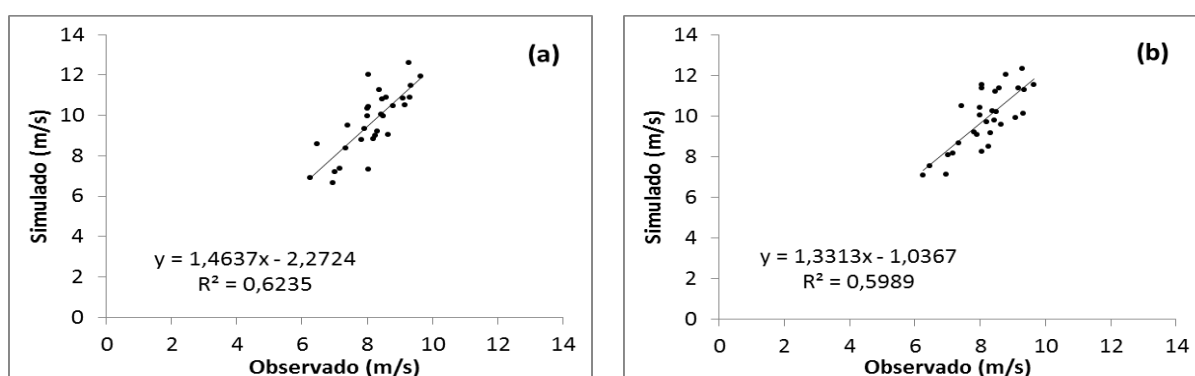 14
12
10
8
6
4
2
0
Simulado (m/s)
(a)
y = 1,4637x - 2,2724
R² = 0,6235
0 2 4 6 8 10 12 14
Observado (m/s)
14
12
10
8
6
4
2
0
Simulado (m/s)
(b)
y = 1,3313x - 1,0367
R² = 0,5989
0 2 4 6 8 10 12 14
Observado (m/s)